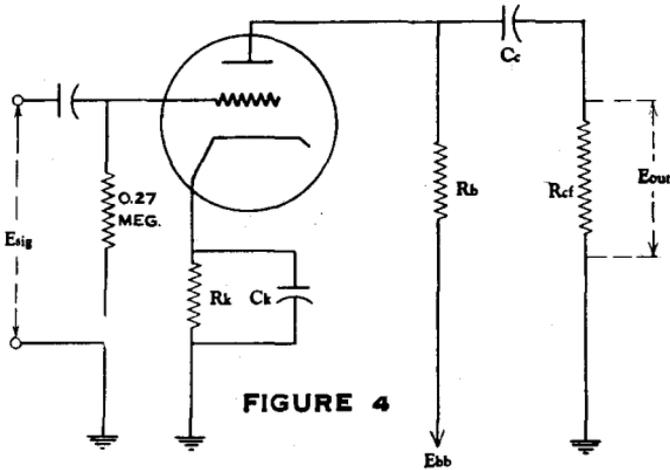 Cc
0.27
MEG.
Rb
Rcf
Eout
Esig
Rk
Ck
FIGURE 4
Ebb